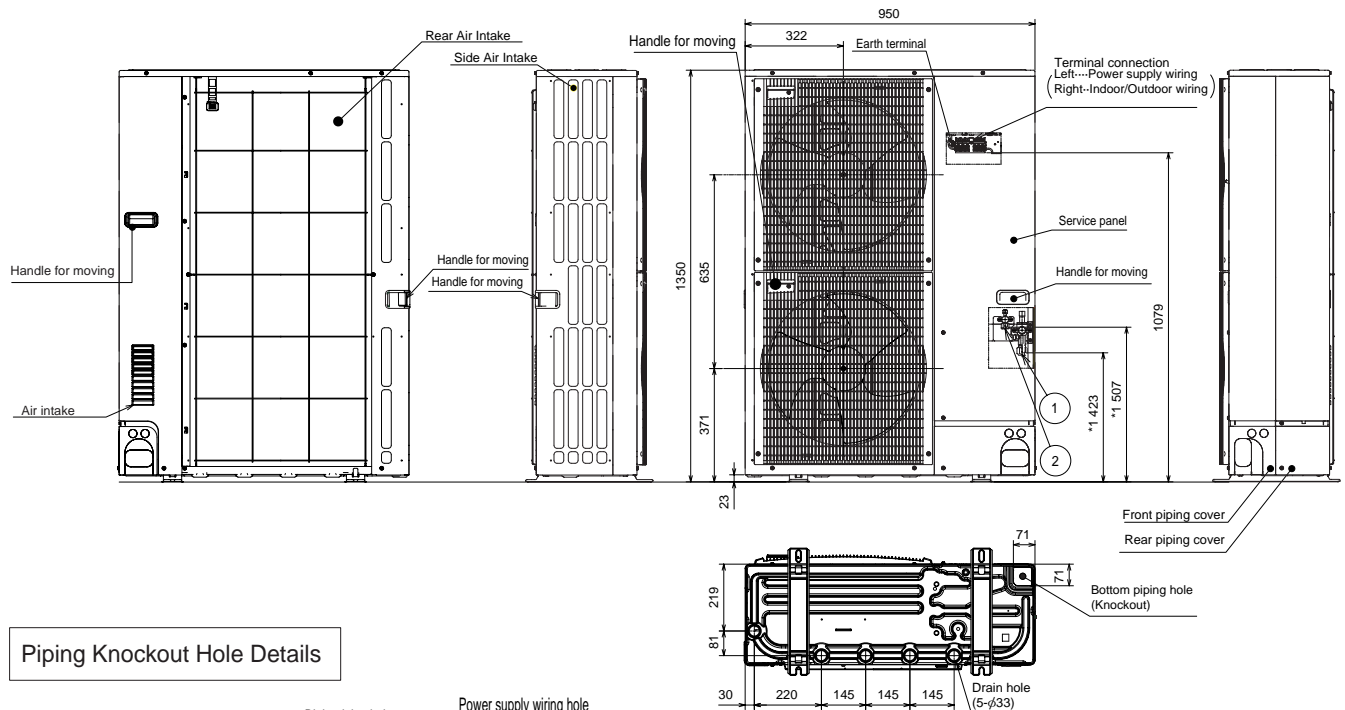 Rear Air Intake
Side Air Intake
Handle for moving
Air intake
Handle for moving
Handle for moving
950
322
Handle for moving
Earth terminal
Terminal connection
(Left····Power supply wiring
Right··Indoor/Outdoor wiring)
1350
635
371
23
Service panel
Handle for moving
1079
*1 507
*1 423
1
2
Front piping cover
Rear piping cover
71
71
Bottom piping hole
(Knockout)
219
81
30
220
145
145
145
Drain hole
(5-ϕ33)
Piping Knockout Hole Details
Power supply wiring hole